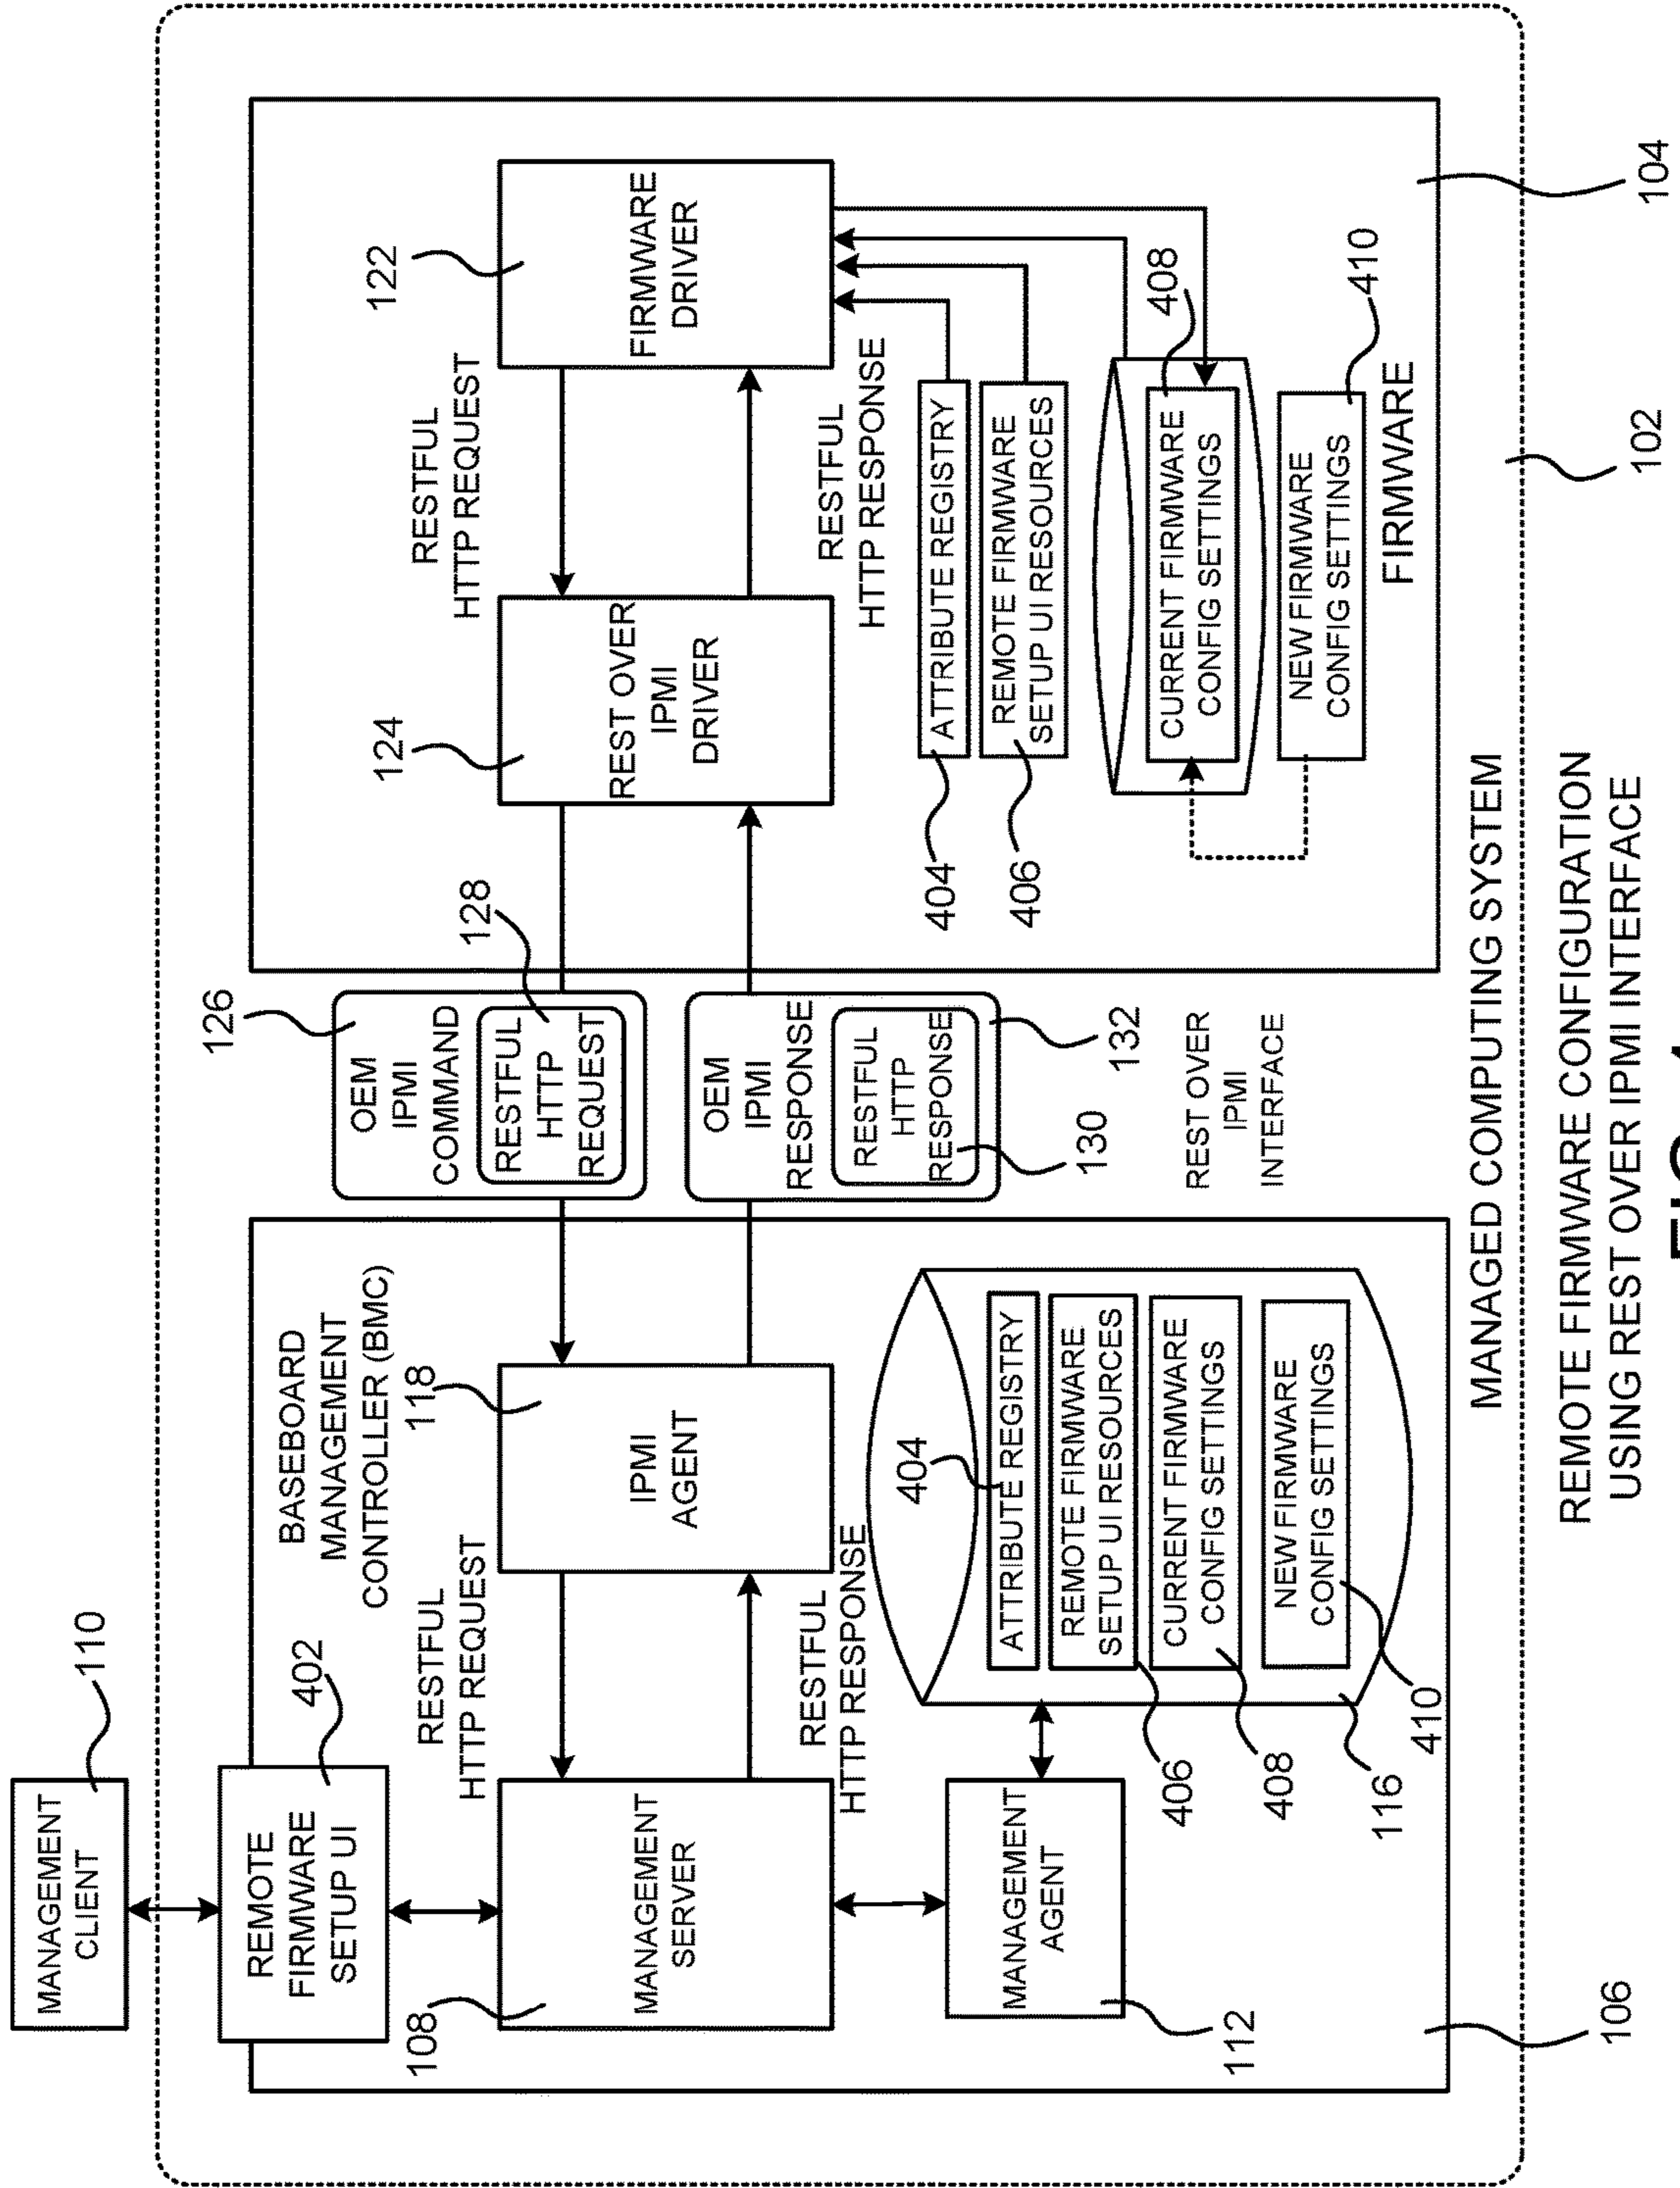 MANAGEMENT
CLIENT
110
REMOTE
FIRMWARE
SETUP UI
402
BASEBOARD
MANAGEMENT
CONTROLLER (BMC)
RESTFUL
HTTP REQUEST
118
108
MANAGEMENT
SERVER
IPMI
AGENT
RESTFUL
HTTP RESPONSE
MANAGEMENT
AGENT
112
404
ATTRIBUTE REGISTRY
REMOTE FIRMWARE
SETUP UI RESOURCES
CURRENT FIRMWARE
CONFIG SETTINGS
NEW FIRMWARE
CONFIG SETTINGS
406
408
116
410
106
126
OEM
IPMI
COMMAND
128
RESTFUL
HTTP
REQUEST
OEM
IPMI
RESPONSE
RESTFUL
HTTP
RESPONSE
130
132
REST OVER
IPMI
INTERFACE
124
REST OVER
IPMI
DRIVER
RESTFUL
HTTP REQUEST
122
FIRMWARE
DRIVER
RESTFUL
HTTP RESPONSE
404
ATTRIBUTE REGISTRY
406
REMOTE FIRMWARE
SETUP UI RESOURCES
CURRENT FIRMWARE
CONFIG SETTINGS
408
NEW FIRMWARE
CONFIG SETTINGS
410
FIRMWARE
104
MANAGED COMPUTING SYSTEM
102
REMOTE FIRMWARE CONFIGURATION
USING REST OVER IPMI INTERFACE